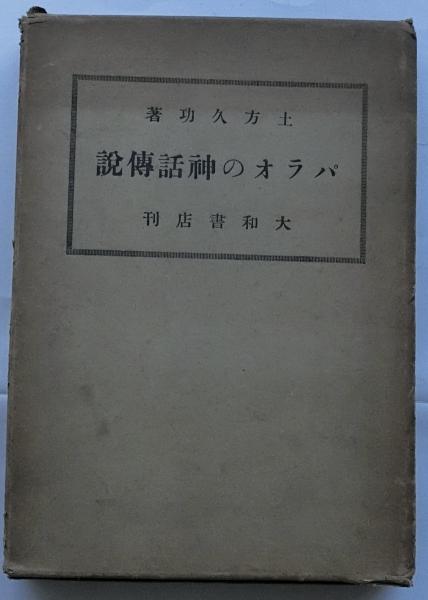 土方久功著
パラオの神話傳說
大和書店刊